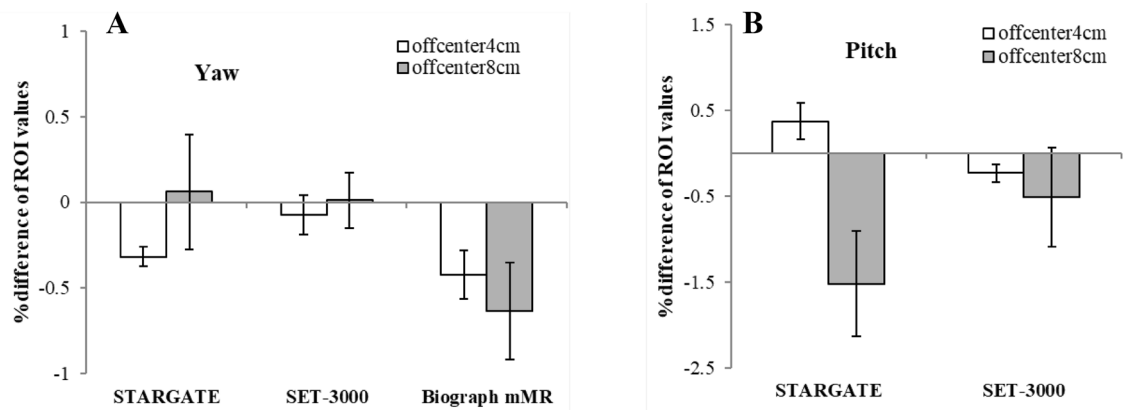 A
Yaw
offcenter4cm
offcenter8cm
%difference of ROI values
1
0.5
0
-0.5
-1
STARGATE SET-3000 Biograph mMR
B
Pitch
offcenter4cm
offcenter8cm
%difference of ROI values
1.5
0.5
-0.5
-1.5
-2.5
STARGATE SET-3000